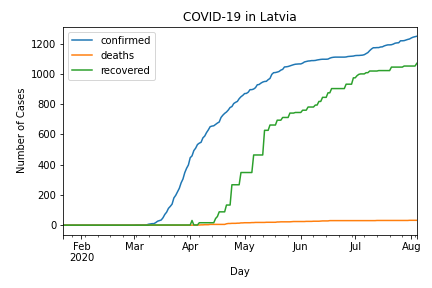 COVID-19 in Latvia
confirmed
deaths
recovered
Number of Cases
1200
1000
800
600
400
200
0
Feb Mar Apr May Jun Jul Aug
2020
Day